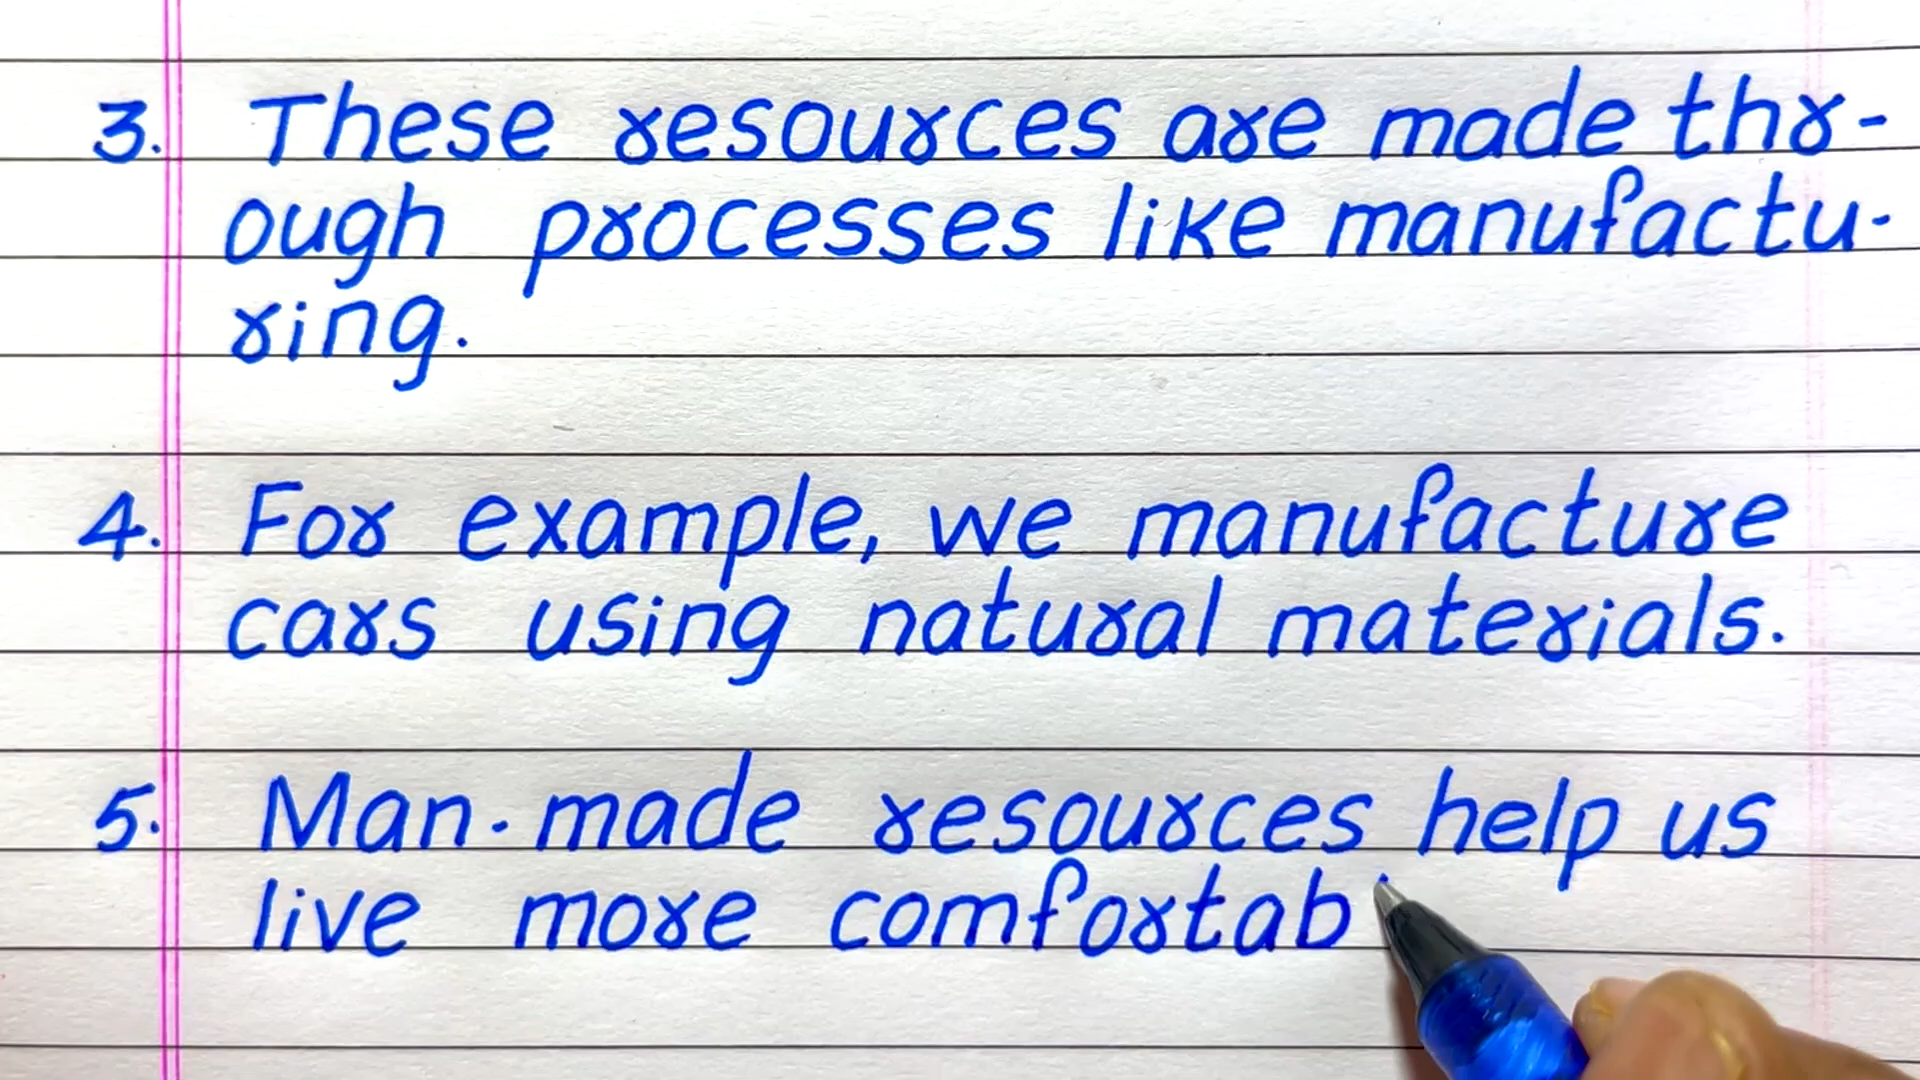 3. These resources are made thr-
ough processes like manufactu-
ring.
4. For example, we manufacture
cars using natural materials.
5. Man-made resources help us
live more comfortab